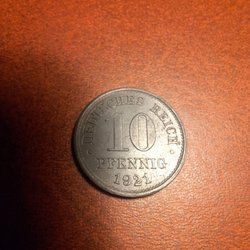 DEUTSCHES REICH
10
PFENNIG
1921